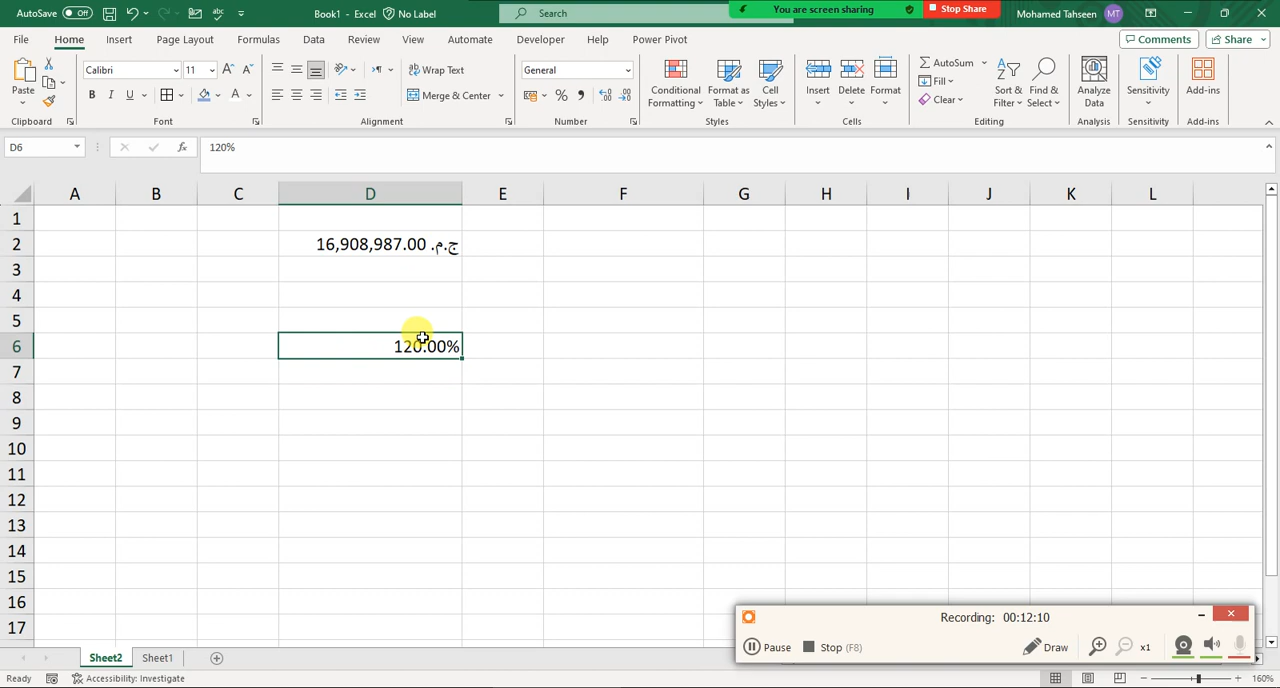 AutoSave Off Book1 - Excel No Label Search You are screen sharing Stop Share Mohamed Tahseen MT
File Home Insert Page Layout Formulas Data Review View Automate Developer Help Power Pivot Comments Share
Paste Calibri 11 Wrap Text General Conditional Formatting Format as Table Cell Styles Insert Delete Format AutoSum Fill Clear Sort & Filter Find & Select Analyze Data Sensitivity Add-ins
B I U A Merge & Center %
Clipboard Font Alignment Number Styles Cells Editing Analysis Sensitivity Add-ins
D6 fx 120%
A B C D E F G H I J K L
1
2 ج.م. 16,908,987.00
3
4
5
6 120.00%
7
8
9
10
11
12
13
14
15
16
17
Recording: 00:12:10
Pause Stop (F8) Draw x1
Sheet2 Sheet1
Ready Accessibility: Investigate 160%